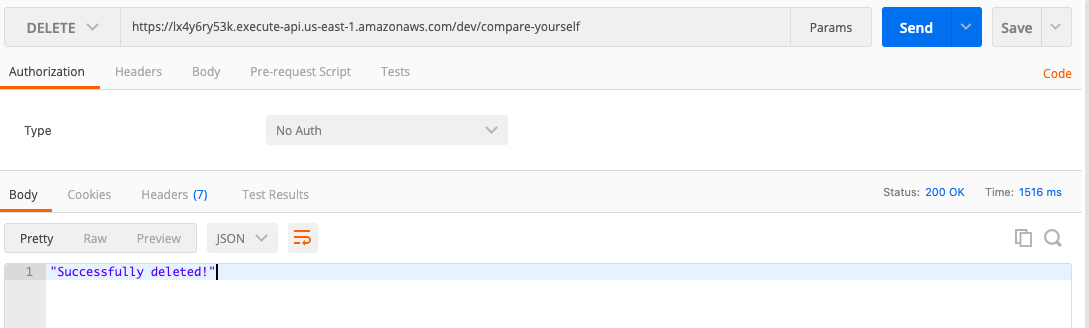 DELETE https://lx4y6ry53k.execute-api.us-east-1.amazonaws.com/dev/compare-yourself Params Send Save
Authorization Headers Body Pre-request Script Tests Code
Type No Auth
Body Cookies Headers (7) Test Results Status: 200 OK Time: 1516 ms
Pretty Raw Preview JSON
1 "Successfully deleted!"